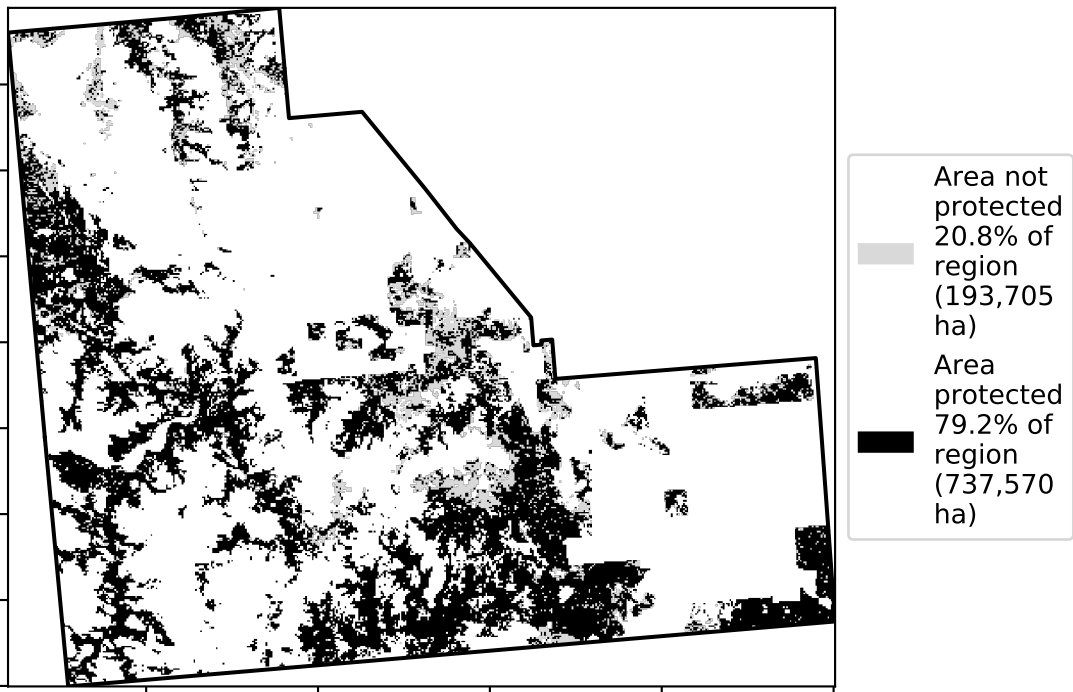 Area not
protected
20.8% of
region
(193,705
ha)
Area
protected
79.2% of
region
(737,570
ha)